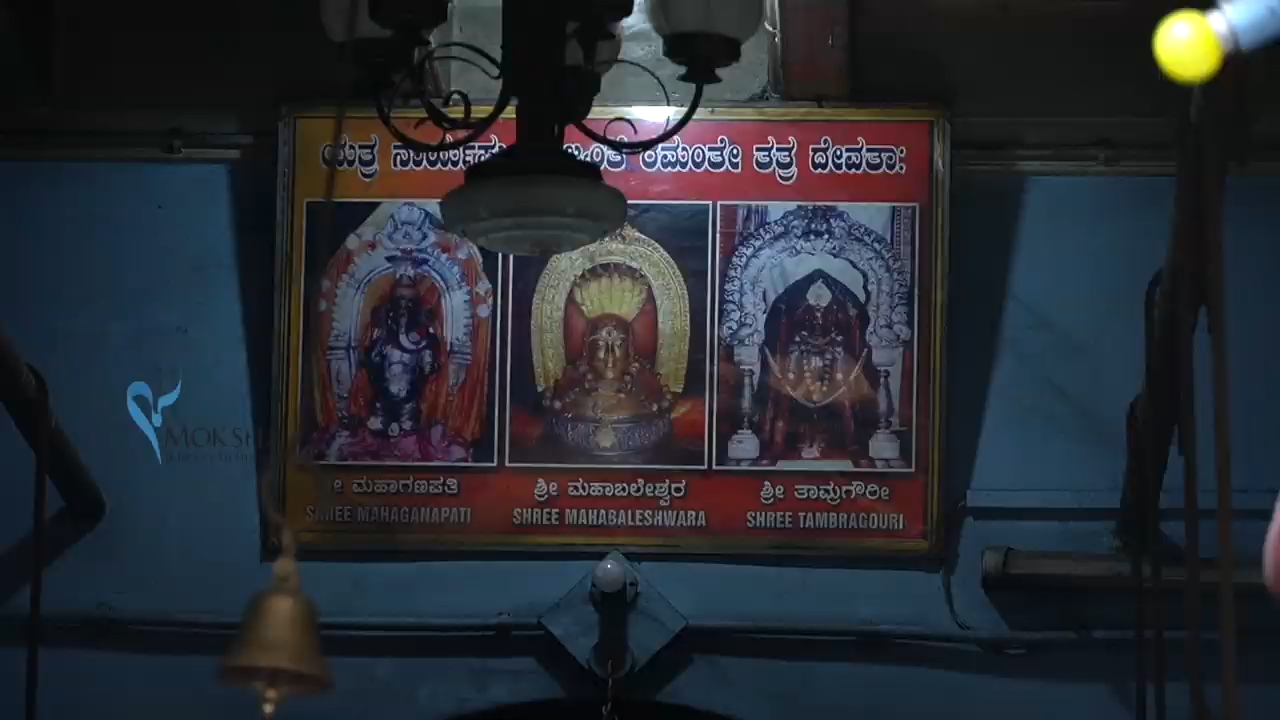 ಯತ್ರ ರಮಂತೇ ತತ್ರ ದೇವತಾಃ
ಮಹಾಗಣಪತಿ
SHREE MAHAGANAPATI
ಶ್ರೀ ಮಹಾಬಲೇಶ್ವರ
SHREE MAHABALESHWARA
ಶ್ರೀ ತಾಮ್ರಗೌರೀ
SHREE TAMBRAGOURI